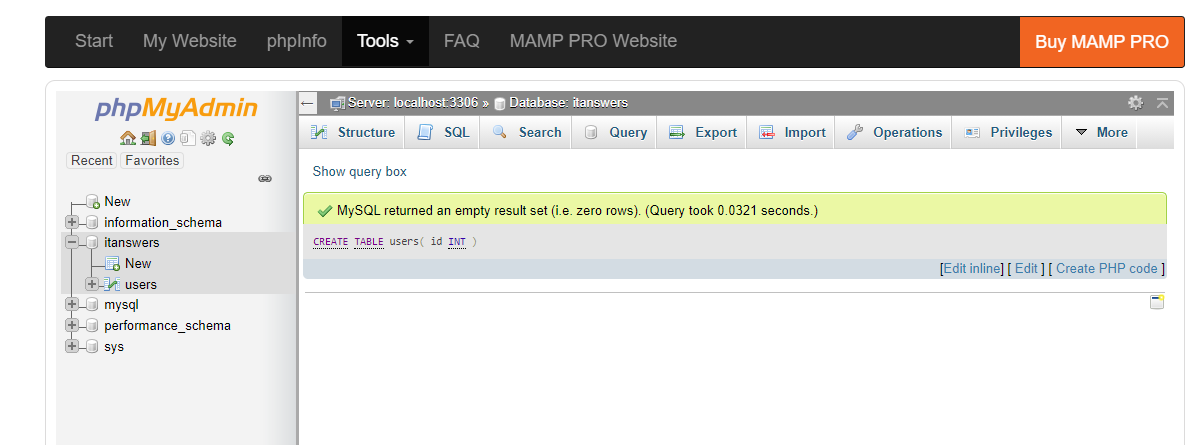 Start My Website phpInfo Tools FAQ MAMP PRO Website Buy MAMP PRO
phpMyAdmin
Recent Favorites
New
information_schema
itanswers
New
users
mysql
performance_schema
sys
Server: localhost:3306 » Database: itanswers
Structure SQL Search Query Export Import Operations Privileges More
Show query box
MySQL returned an empty result set (i.e. zero rows). (Query took 0.0321 seconds.)
CREATE TABLE users( id INT )
[Edit inline] [ Edit ] [ Create PHP code ]